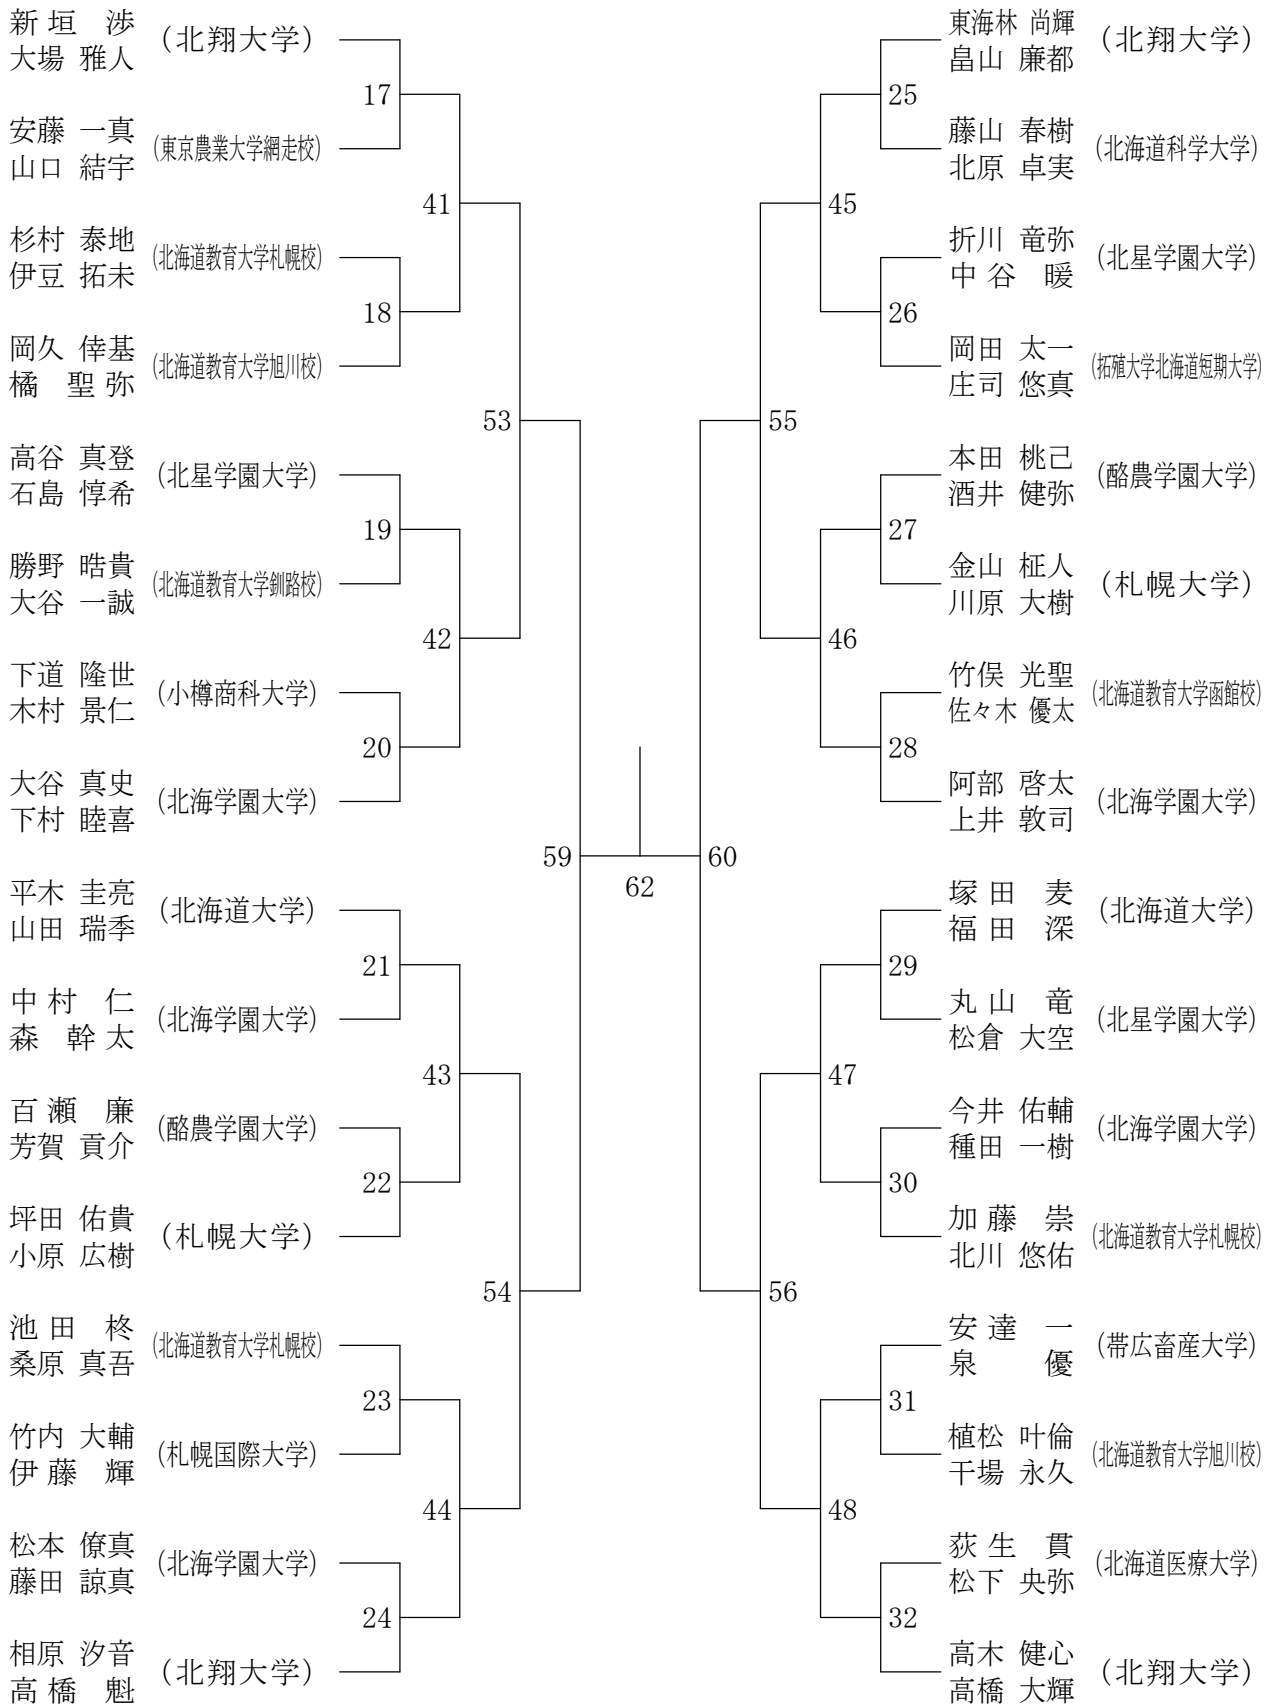 新垣 渉
大場 雅人
(北翔大学)
17
安藤 一真
山口 結宇
(東京農業大学網走校)
41
杉村 泰地
伊豆 拓未
(北海道教育大学札幌校)
18
岡久 倖基
橘 聖弥
(北海道教育大学旭川校)
53
高谷 真登
石島 惇希
(北星学園大学)
19
勝野 晧貴
大谷 一誠
(北海道教育大学釧路校)
42
下道 隆世
木村 景仁
(小樽商科大学)
20
大谷 真史
下村 睦喜
(北海学園大学)
59
平木 圭亮
山田 瑞季
(北海道大学)
21
中村 仁
森 幹太
(北海学園大学)
43
百瀬 廉
芳賀 貢介
(酪農学園大学)
22
坪田 佑貴
小原 広樹
(札幌大学)
54
池田 柊
桑原 真吾
(北海道教育大学札幌校)
23
竹内 大輔
伊藤 輝
(札幌国際大学)
44
松本 僚真
藤田 諒真
(北海学園大学)
24
相原 汐音
高橋 魁
(北翔大学)
62
東海林 尚輝
畠山 廉都
(北翔大学)
25
藤山 春樹
北原 卓実
(北海道科学大学)
45
折川 竜弥
中谷 暖
(北星学園大学)
26
岡田 太一
庄司 悠真
(拓殖大学北海道短期大学)
55
本田 桃己
酒井 健弥
(酪農学園大学)
27
金山 柾人
川原 大樹
(札幌大学)
46
竹俣 光聖
佐々木 優太
(北海道教育大学函館校)
28
阿部 啓太
上井 敦司
(北海学園大学)
60
塚田 麦
福田 深
(北海道大学)
29
丸山 竜
松倉 大空
(北星学園大学)
47
今井 佑輔
種田 一樹
(北海学園大学)
30
加藤 崇
北川 悠佑
(北海道教育大学札幌校)
56
安達 一
泉 優
(帯広畜産大学)
31
植松 叶倫
干場 永久
(北海道教育大学旭川校)
48
荻生 貫
松下 央弥
(北海道医療大学)
32
高木 健心
高橋 大輝
(北翔大学)